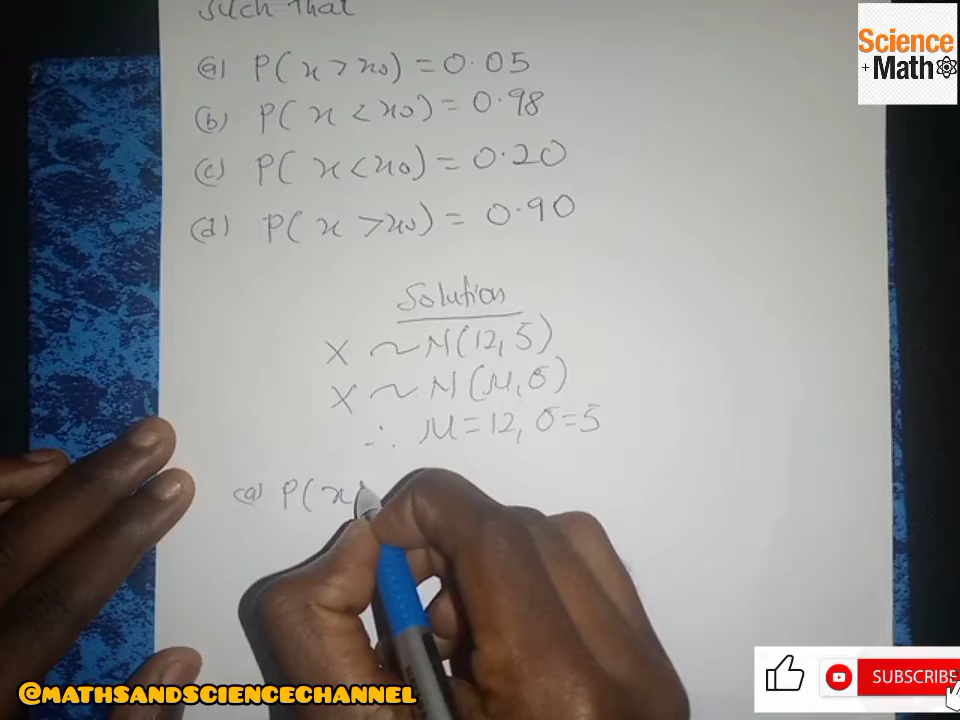 such that
Science
+ Math
(a) P(x > x₀) = 0.05
(b) P(x < x₀) = 0.98
(c) P(x < x₀) = 0.20
(d) P(x > x₀) = 0.90
Solution
X ~ N(12, 5)
X ~ N(μ, σ)
∴ μ = 12, σ = 5
(a) P(x
@MATHSANDSCIENCECHANNEL
SUBSCRIBE